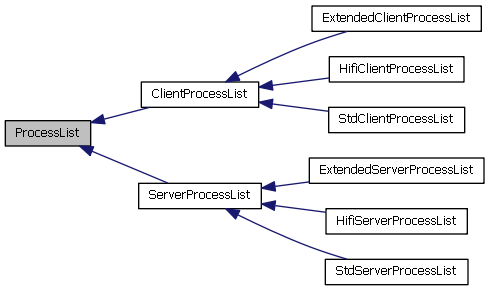 ExtendedClientProcessList
HifiClientProcessList
ClientProcessList
StdClientProcessList
ProcessList
ExtendedServerProcessList
ServerProcessList
HifiServerProcessList
StdServerProcessList